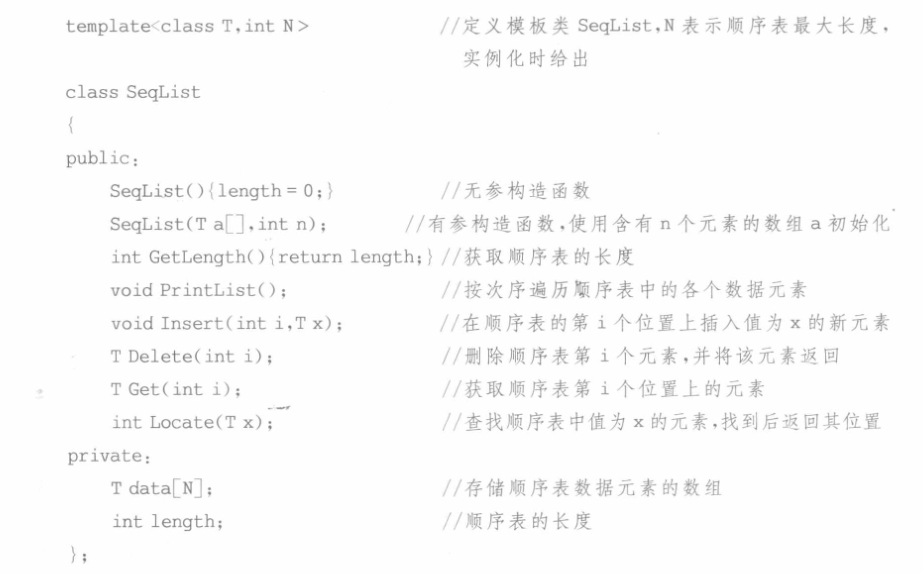 template<class T,int N> //定义模板类 SeqList,N 表示顺序表最大长度,
实例化时给出
class SeqList
{
public:
SeqList(){length=0;} //无参构造函数
SeqList(T a[],int n); //有参构造函数,使用含有 n 个元素的数组 a 初始化
int GetLength(){return length;} //获取顺序表的长度
void PrintList(); //按次序遍历顺序表中的各个数据元素
void Insert(int i,T x); //在顺序表的第 i 个位置上插入值为 x 的新元素
T Delete(int i); //删除顺序表第 i 个元素,并将该元素返回
T Get(int i); //获取顺序表第 i 个位置上的元素
int Locate(T x); //查找顺序表中值为 x 的元素,找到后返回其位置
private:
T data[N]; //存储顺序表数据元素的数组
int length; //顺序表的长度
};